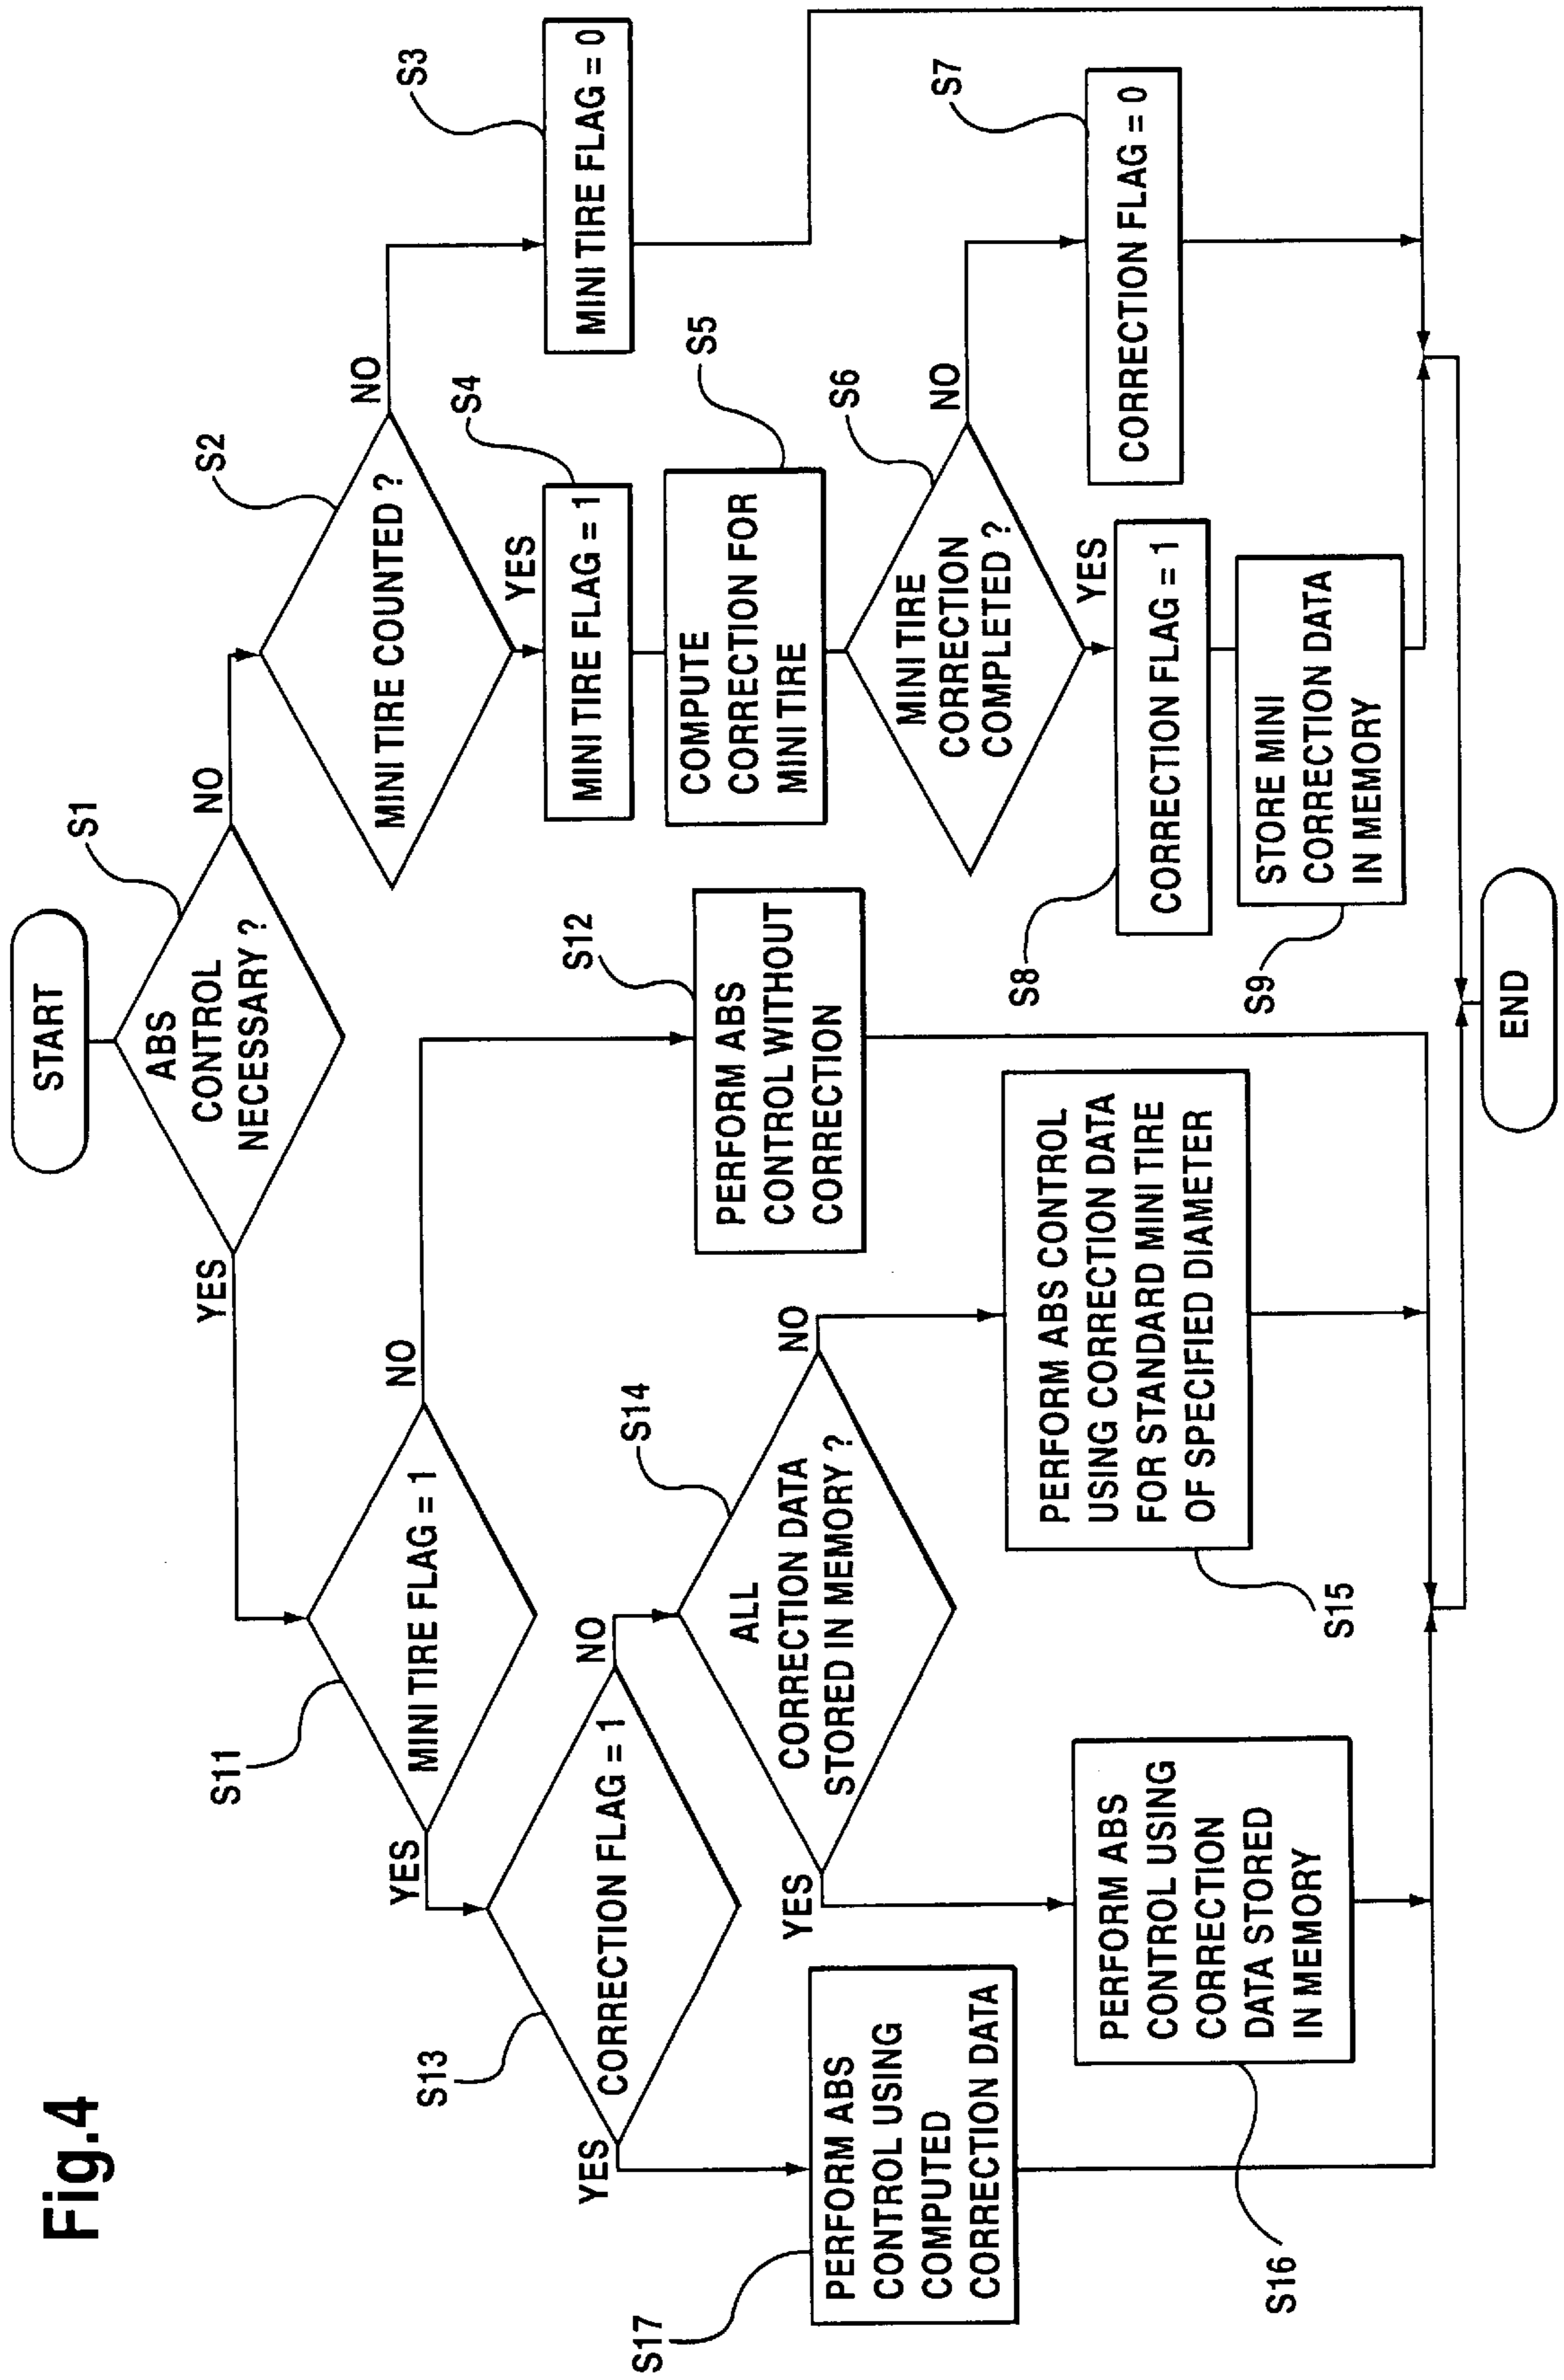 Fig.4
START
S1
ABS
CONTROL
NECESSARY ?
YES
NO
S2
MINI TIRE COUNTED ?
NO
YES
S3
MINI TIRE FLAG = 0
S4
MINI TIRE FLAG = 1
S5
COMPUTE
CORRECTION FOR
MINI TIRE
S6
MINI TIRE
CORRECTION
COMPLETED ?
NO
YES
S7
CORRECTION FLAG = 0
S8
CORRECTION FLAG = 1
S9
STORE MINI
CORRECTION DATA
IN MEMORY
S11
MINI TIRE FLAG = 1
YES
NO
S12
PERFORM ABS
CONTROL WITHOUT
CORRECTION
S13
CORRECTION FLAG = 1
YES
NO
S14
ALL
CORRECTION DATA
STORED IN MEMORY ?
YES
NO
S15
PERFORM ABS CONTROL
USING CORRECTION DATA
FOR STANDARD MINI TIRE
OF SPECIFIED DIAMETER
S16
PERFORM ABS
CONTROL USING
CORRECTION
DATA STORED
IN MEMORY
S17
PERFORM ABS
CONTROL USING
COMPUTED
CORRECTION DATA
END